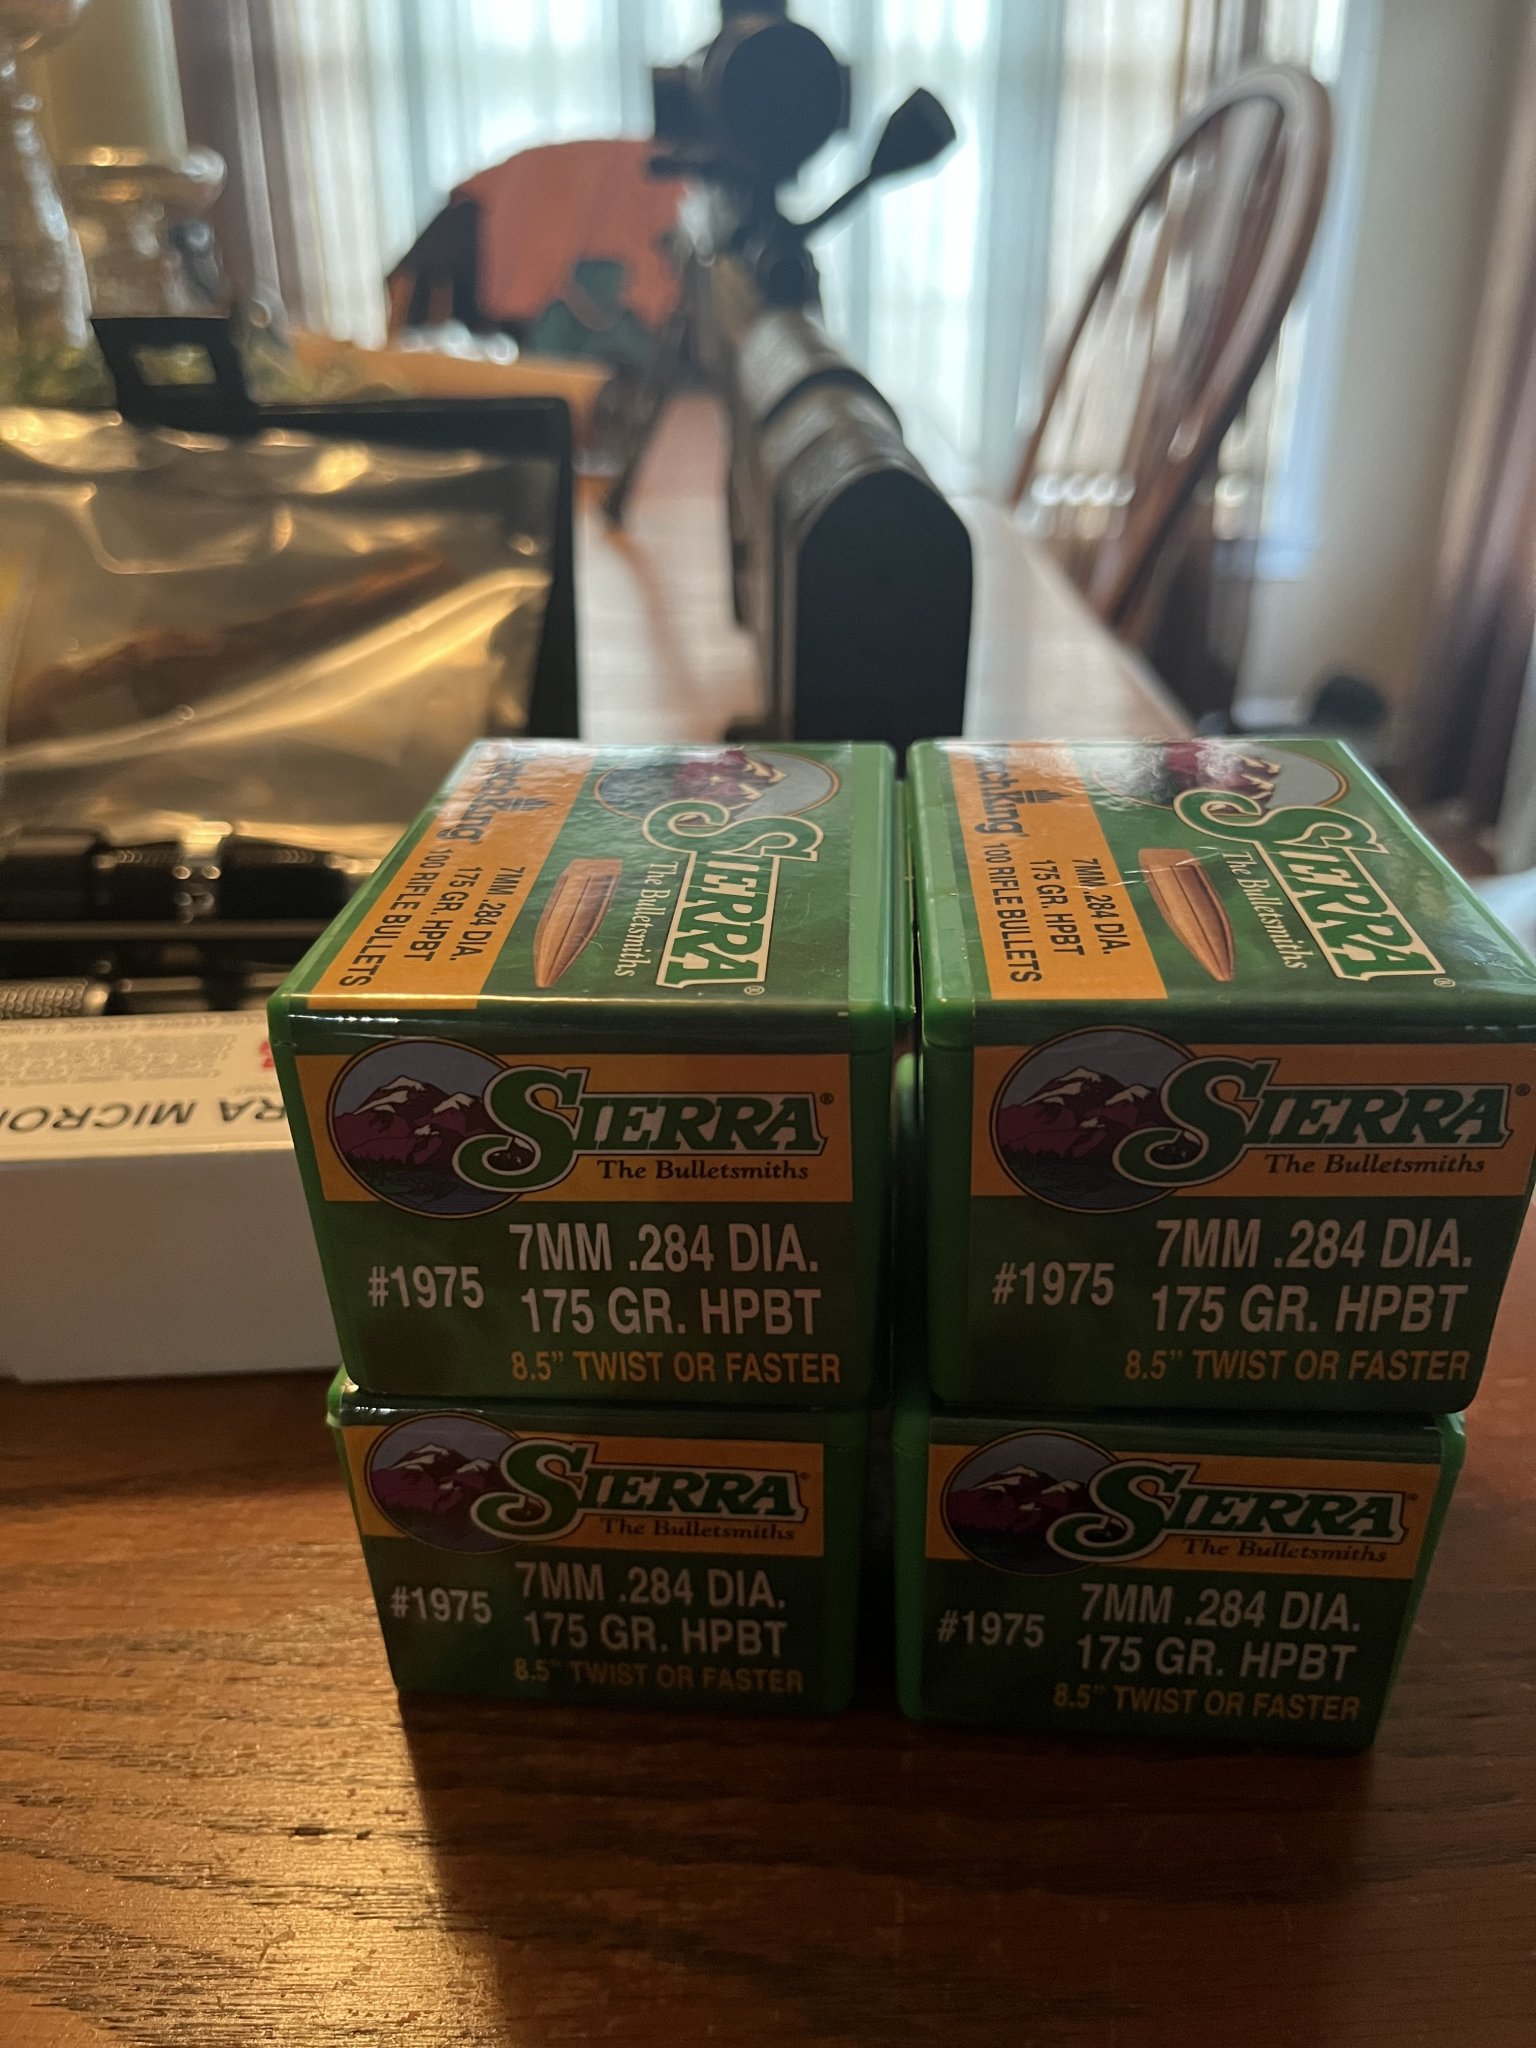 100 RIFLE BULLETS
7MM .284 DIA.
175 GR. HPBT
SIERRA®
The Bulletsmiths
100 RIFLE BULLETS
7MM .284 DIA.
175 GR. HPBT
SIERRA®
The Bulletsmiths
RA MICRO
SIERRA®
The Bulletsmiths
#1975
7MM .284 DIA.
175 GR. HPBT
8.5” TWIST OR FASTER
SIERRA®
The Bulletsmiths
#1975
7MM .284 DIA.
175 GR. HPBT
8.5” TWIST OR FASTER
SIERRA
The Bulletsmiths
#1975
7MM .284 DIA.
175 GR. HPBT
8.5” TWIST OR FASTER
SIERRA
The Bulletsmiths
#1975
7MM .284 DIA.
175 GR. HPBT
8.5” TWIST OR FASTER